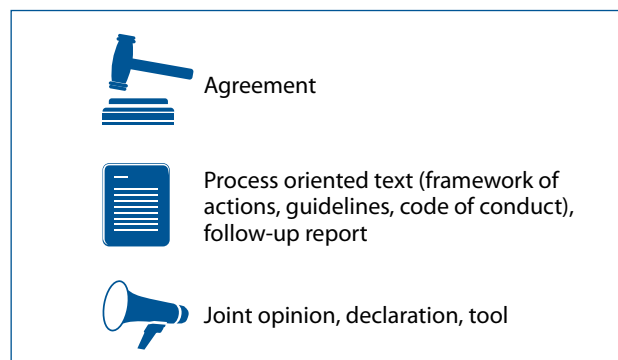 Agreement
Process oriented text (framework of
actions, guidelines, code of conduct),
follow-up report
Joint opinion, declaration, tool